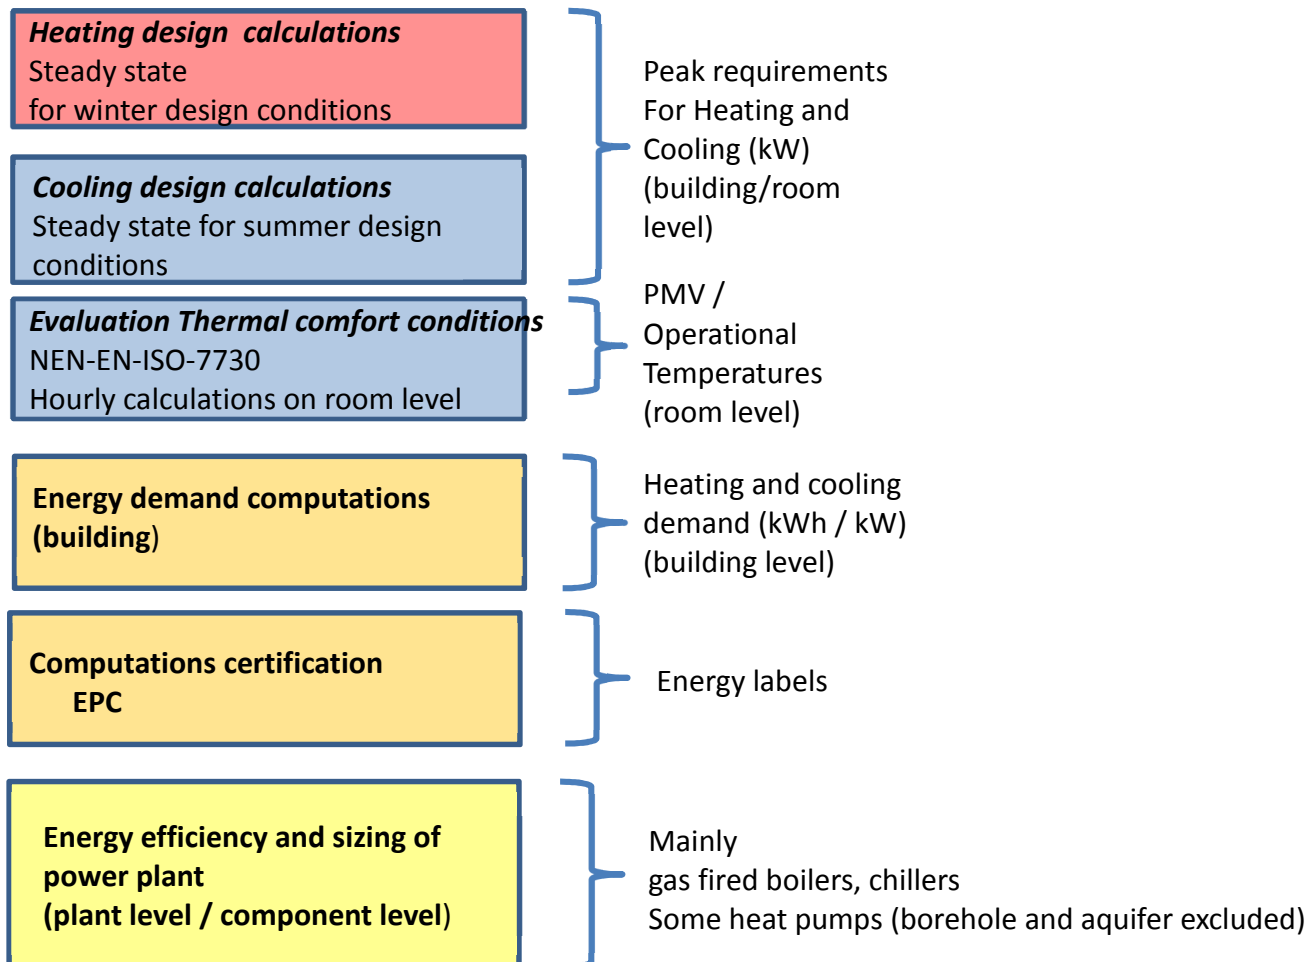 Heating design  calculations
Steady state
for winter design conditions
Peak requirements
For Heating and
Cooling (kW)
(building/room
level)
Cooling design calculations
Steady state for summer design
conditions
Evaluation Thermal comfort conditions
NEN-EN-ISO-7730
Hourly calculations on room level
PMV /
Operational
Temperatures
(room level)
Energy demand computations
(building)
Heating and cooling
demand (kWh / kW)
(building level)
Computations certification
EPC
Energy labels
Energy efficiency and sizing of
power plant
(plant level / component level)
Mainly
gas fired boilers, chillers
Some heat pumps (borehole and aquifer excluded)